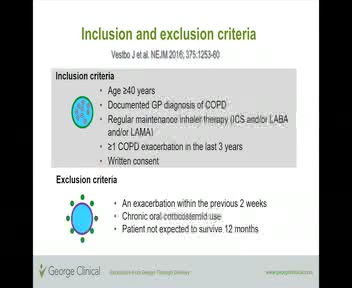 Inclusion and exclusion criteria
Vestbo J et al. NEJM 2016; 375:1253-60
Inclusion criteria
• Age ≥40 years
• Documented GP diagnosis of COPD
• Regular maintenance inhaler therapy (ICS and/or LABA
and/or LAMA)
• ≥1 COPD exacerbation in the last 3 years
• Written consent
Exclusion criteria
• An exacerbation within the previous 2 weeks
• Chronic oral corticosteroid use
• Patient not expected to survive 12 months
George Clinical